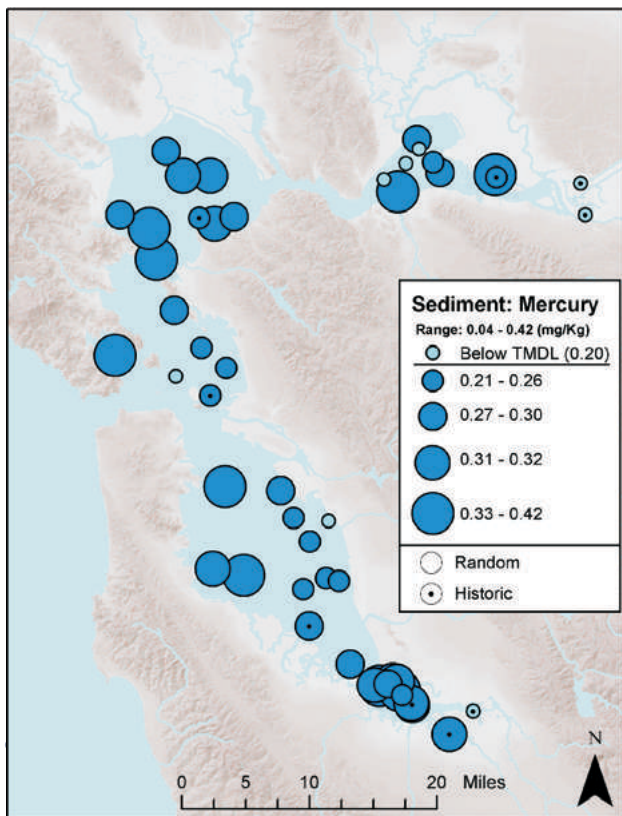 Sediment: Mercury
Range: 0.04 - 0.42 (mg/Kg)
Below TMDL (0.20)
0.21 - 0.26
0.27 - 0.30
0.31 - 0.32
0.33 - 0.42
Random
Historic
N
0 10 20 Miles